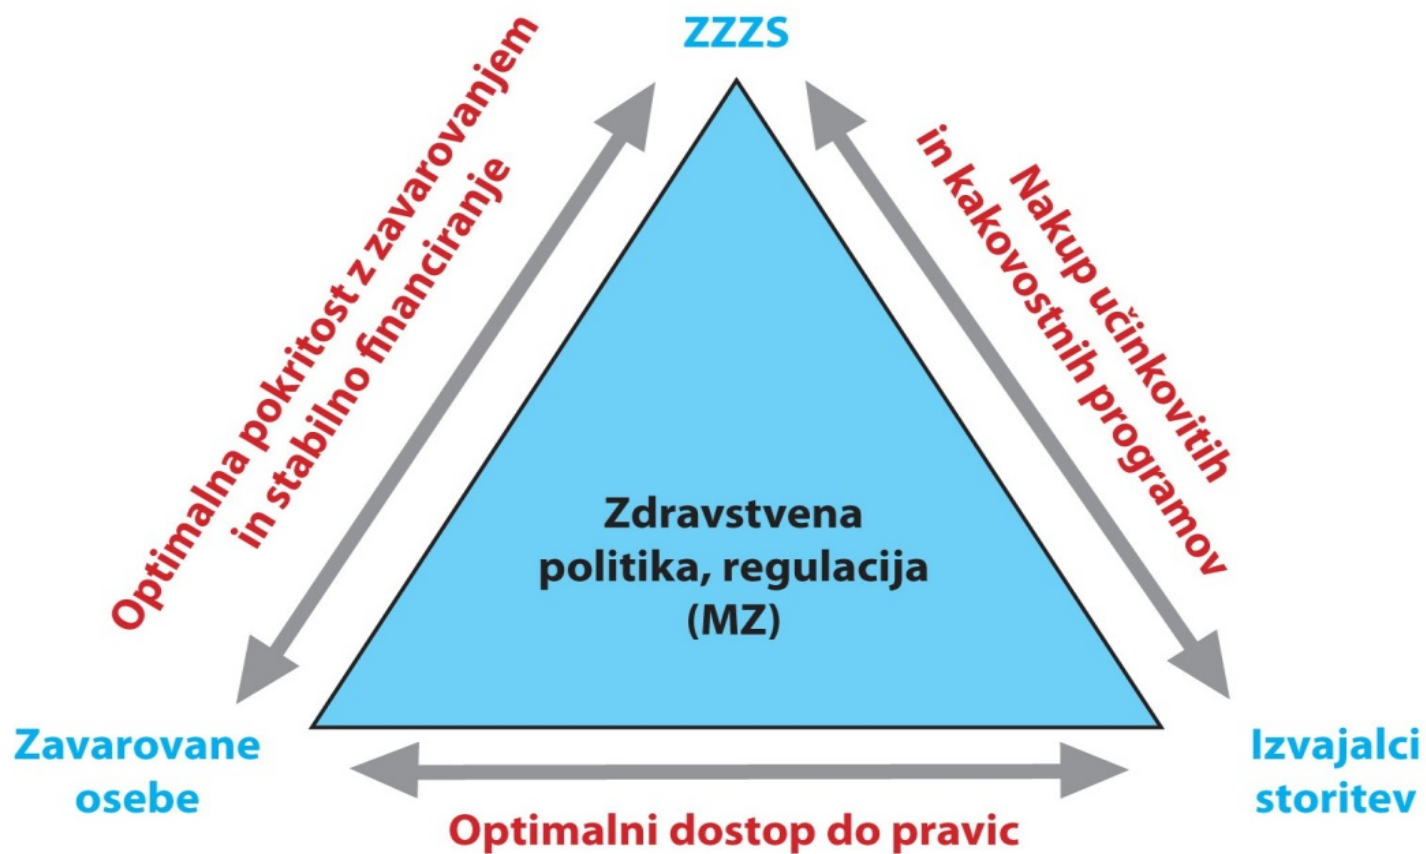 ZZZS
Optimalna pokritost z zavarovanjem
in stabilno financiranje
Nakup učinkovitih
in kakovostnih programov
Zdravstvena
politika, regulacija
(MZ)
Zavarovane
osebe
Izvajalci
storitev
Optimalni dostop do pravic